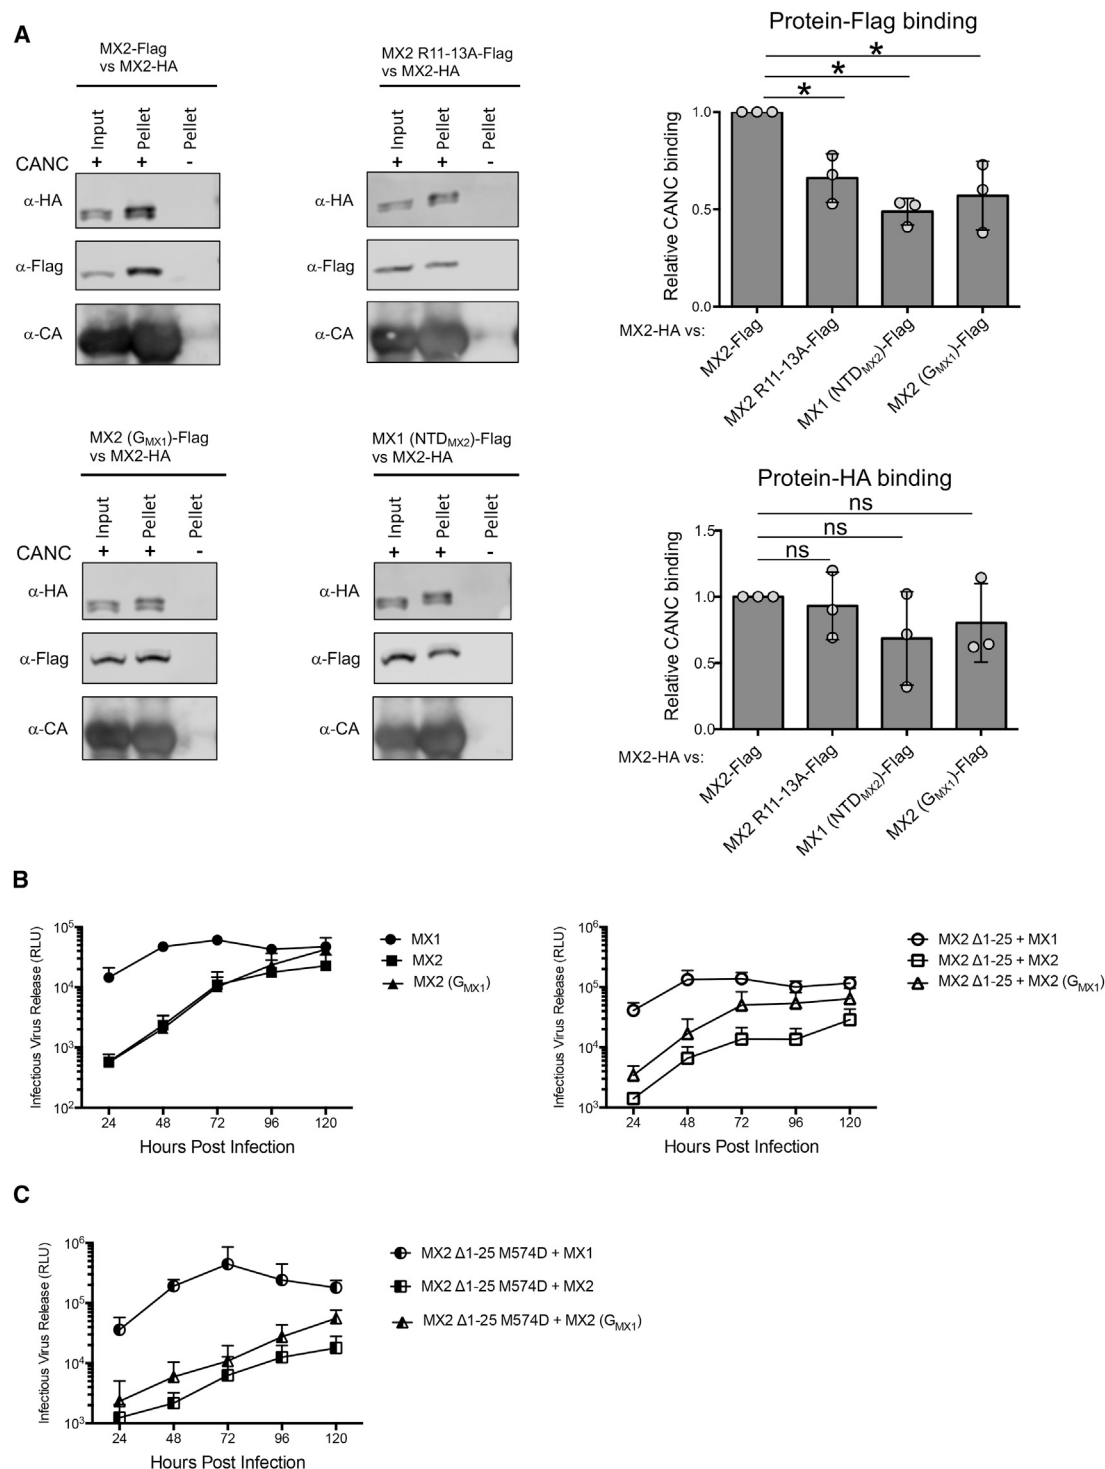 A
MX2-Flag
vs MX2-HA
Input
Pellet
Pellet
CANC + + -
α-HA
α-Flag
α-CA
MX2 R11-13A-Flag
vs MX2-HA
Input
Pellet
Pellet
+ + -
α-HA
α-Flag
α-CA
Protein-Flag binding
*
*
*
Relative CANC binding
1.0
0.5
0.0
MX2-HA vs:
MX2-Flag
MX2 R11-13A-Flag
MX1 (NTDMX2)-Flag
MX2 (GMX1)-Flag
MX2 (GMX1)-Flag
vs MX2-HA
Input
Pellet
Pellet
CANC + + -
α-HA
α-Flag
α-CA
MX1 (NTDMX2)-Flag
vs MX2-HA
Input
Pellet
Pellet
+ + -
α-HA
α-Flag
α-CA
Protein-HA binding
ns
ns
ns
Relative CANC binding
1.5
1.0
0.5
0.0
MX2-HA vs:
MX2-Flag
MX2 R11-13A-Flag
MX1 (NTDMX2)-Flag
MX2 (GMX1)-Flag
B
Infectious Virus Release (RLU)
10^5
10^4
10^3
10^2
24 48 72 96 120
Hours Post Infection
MX1
MX2
MX2 (GMX1)
Infectious Virus Release (RLU)
10^6
10^5
10^4
10^3
24 48 72 96 120
Hours Post Infection
MX2 Δ1-25 + MX1
MX2 Δ1-25 + MX2
MX2 Δ1-25 + MX2 (GMX1)
C
Infectious Virus Release (RLU)
10^6
10^5
10^4
10^3
24 48 72 96 120
Hours Post Infection
MX2 Δ1-25 M574D + MX1
MX2 Δ1-25 M574D + MX2
MX2 Δ1-25 M574D + MX2 (GMX1)